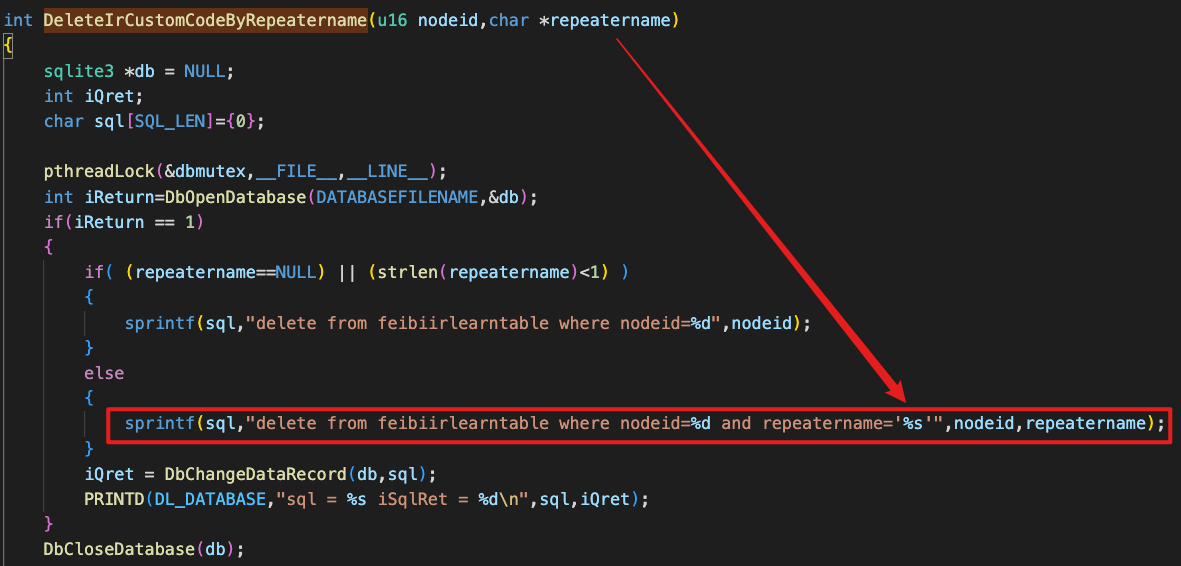 int DeleteIrCustomCodeByRepeatername(u16 nodeid,char *repeatername)
{
sqlite3 *db = NULL;
int iQret;
char sql[SQL_LEN]={0};
pthreadLock(&dbmutex,__FILE__,__LINE__);
int iReturn=DbOpenDatabase(DATABASEFILENAME,&db);
if(iReturn == 1)
{
if( (repeatername==NULL) || (strlen(repeatername)<1) )
{
sprintf(sql,"delete from feibiirlearntable where nodeid=%d",nodeid);
}
else
{
sprintf(sql,"delete from feibiirlearntable where nodeid=%d and repeatername='%s'",nodeid,repeatername);
}
iQret = DbChangeDataRecord(db,sql);
PRINTD(DL_DATABASE,"sql = %s iSqlRet = %d\n",sql,iQret);
}
DbCloseDatabase(db);